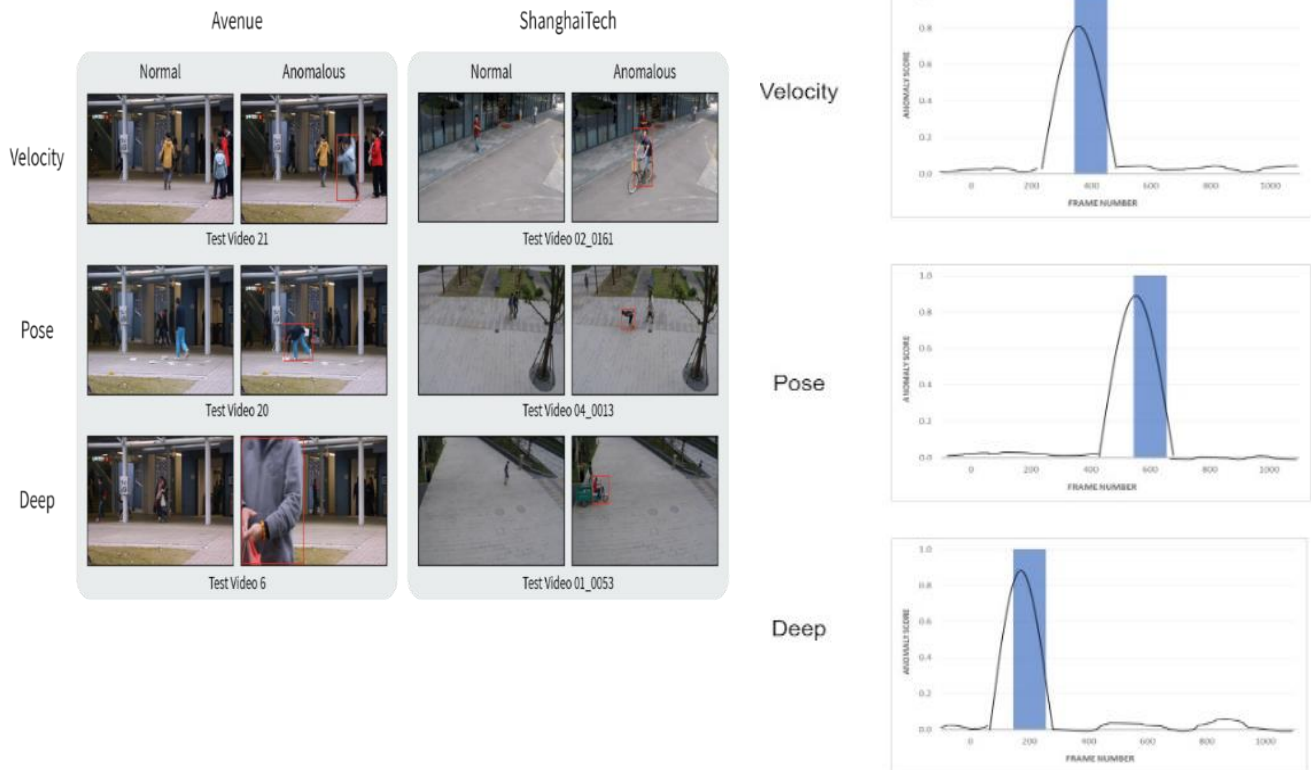 Avenue
ShanghaiTech
Normal
Anomalous
Normal
Anomalous
Velocity
Test Video 21
Test Video 02_0161
Pose
Test Video 20
Test Video 04_0013
Deep
Test Video 6
Test Video 01_0053
Velocity
ANOMALY SCORE
0.8
0.6
0.4
0.2
0.0
0 200 400 600 800 1000
FRAME NUMBER
Pose
ANOMALY SCORE
1.0
0.8
0.6
0.4
0.2
0.0
0 200 400 600 800 1000
FRAME NUMBER
Deep
ANOMALY SCORE
1.0
0.8
0.6
0.4
0.2
0.0
0 200 400 600 800 1000
FRAME NUMBER